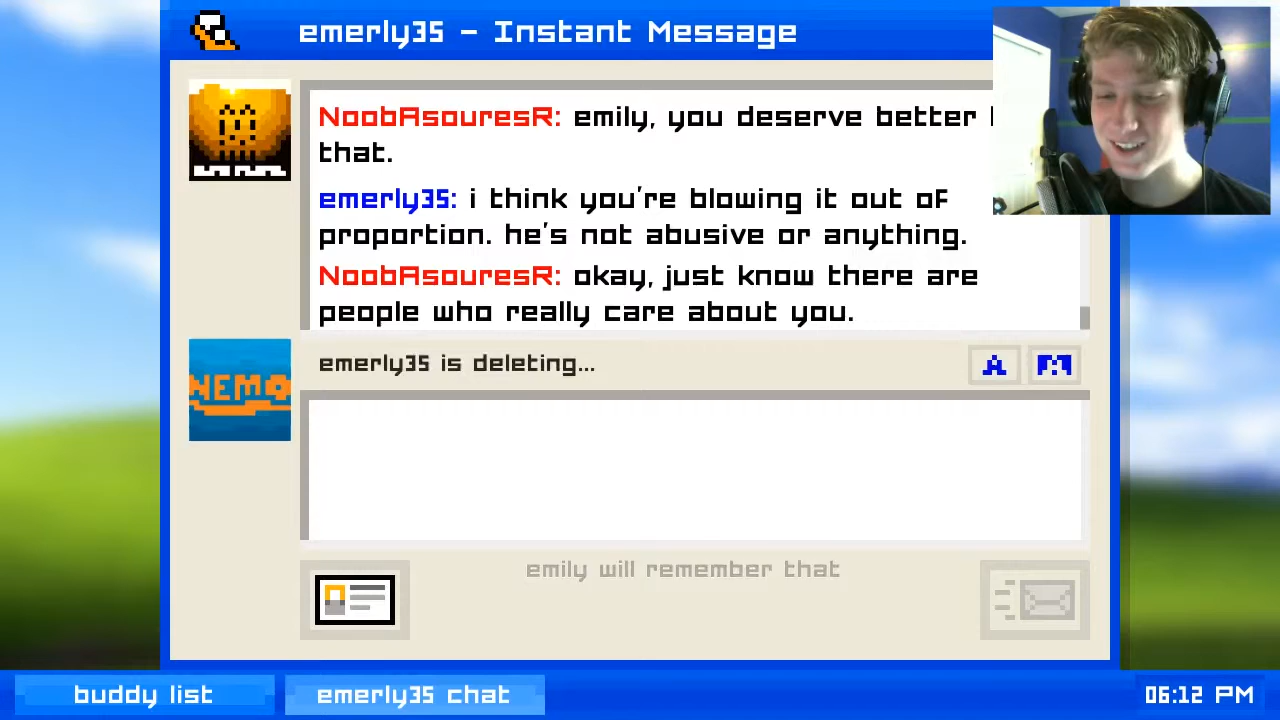 emerly35 - Instant Message
NoobAsouresR: emily, you deserve better
that.
emerly35: i think you're blowing it out of
proportion. he's not abusive or anything.
NoobAsouresR: okay, just know there are
people who really care about you.
emerly35 is deleting...
A
NEMO
emily will remember that
buddy list
emerly35 chat
06:12 PM